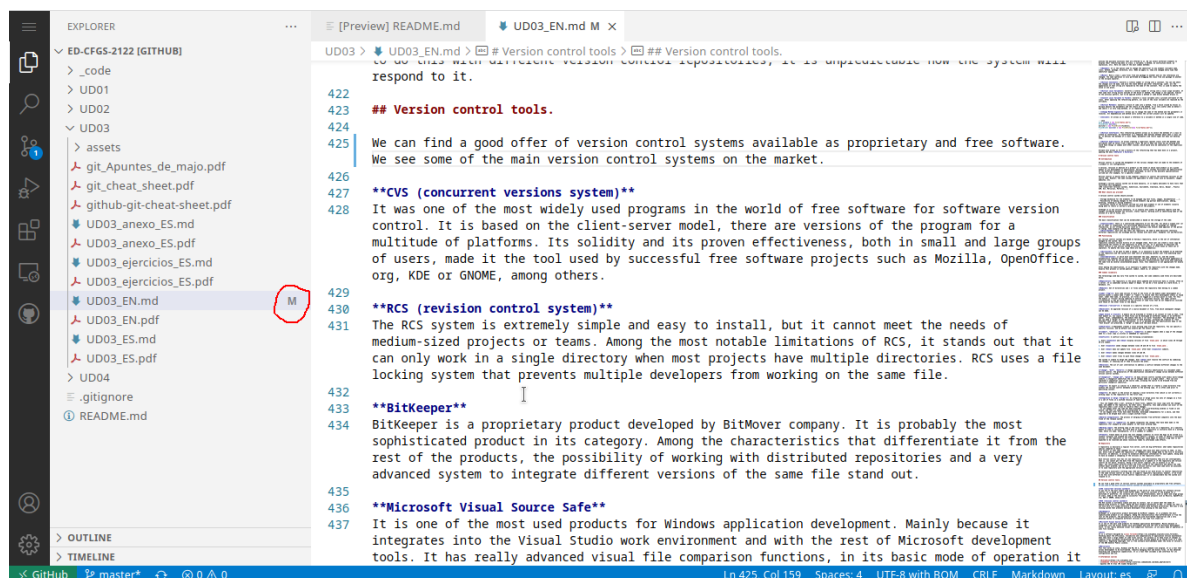 EXPLORER
[Preview] README.md
UD03_EN.md M
ED-CFGS-2122 [GITHUB]
_code
UD01
UD02
UD03
assets
git_Apuntes_de_majo.pdf
git_cheat_sheet.pdf
github-git-cheat-sheet.pdf
UD03_anexo_ES.md
UD03_anexo_ES.pdf
UD03_ejercicios_ES.md
UD03_ejercicios_ES.pdf
UD03_EN.md M
UD03_EN.pdf
UD03_ES.md
UD03_ES.pdf
UD04
.gitignore
README.md
OUTLINE
TIMELINE
1
UD03 > UD03_EN.md > # Version control tools > ## Version control tools.
to do this with different version control repositories, it is unpredictable how the system will
respond to it.
422
423 ## Version control tools.
424
425 We can find a good offer of version control systems available as proprietary and free software.
We see some of the main version control systems on the market.
426
427 **CVS (concurrent versions system)**
428 It was one of the most widely used programs in the world of free software for software version
control. It is based on the client-server model, there are versions of the program for a
multitude of platforms. Its solidity and its proven effectiveness, both in small and large groups
of users, made it the tool used by successful free software projects such as Mozilla, OpenOffice.
org, KDE or GNOME, among others.
429
430 **RCS (revision control system)**
431 The RCS system is extremely simple and easy to install, but it cannot meet the needs of
medium-sized projects or teams. Among the most notable limitations of RCS, it stands out that it
can only work in a single directory when most projects have multiple directories. RCS uses a file
locking system that prevents multiple developers from working on the same file.
432
433 **BitKeeper**
434 BitKeeper is a proprietary product developed by BitMover company. It is probably the most
sophisticated product in its category. Among the characteristics that differentiate it from the
rest of the products, the possibility of working with distributed repositories and a very
advanced system to integrate different versions of the same file stand out.
435
436 **Microsoft Visual Source Safe**
437 It is one of the most used products for Windows application development. Mainly because it
integrates into the Visual Studio work environment and with the rest of Microsoft development
tools. It has really advanced visual file comparison functions, in its basic mode of operation it
GitHub master* 0 0 Ln 425, Col 159 Spaces: 4 UTF-8 with BOM CRLF Markdown Layout: es